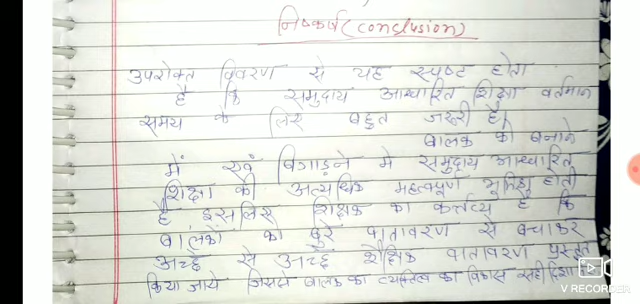 निष्कर्ष (conclusion)
उपरोक्त विवरण से यह स्पष्ट होता
है कि समुदाय आधारित शिक्षा वर्तमान
समय के लिए बहुत जरूरी है।
बालक को बनाने
में एवं बिगाड़ने मे समुदाय आधारित
शिक्षा की अत्यधिक महत्वपूर्ण भूमिका होती
है इसलिए शिक्षक का कर्त्तव्य है कि
बालको को बुरे वातावरण से बचाकर
अच्छे से अच्छे शैक्षिक वातावरण प्रस्तुत
किया जाये जिससे बालक का व्यक्तित्व का विकास सही दिशा
V RECORDER